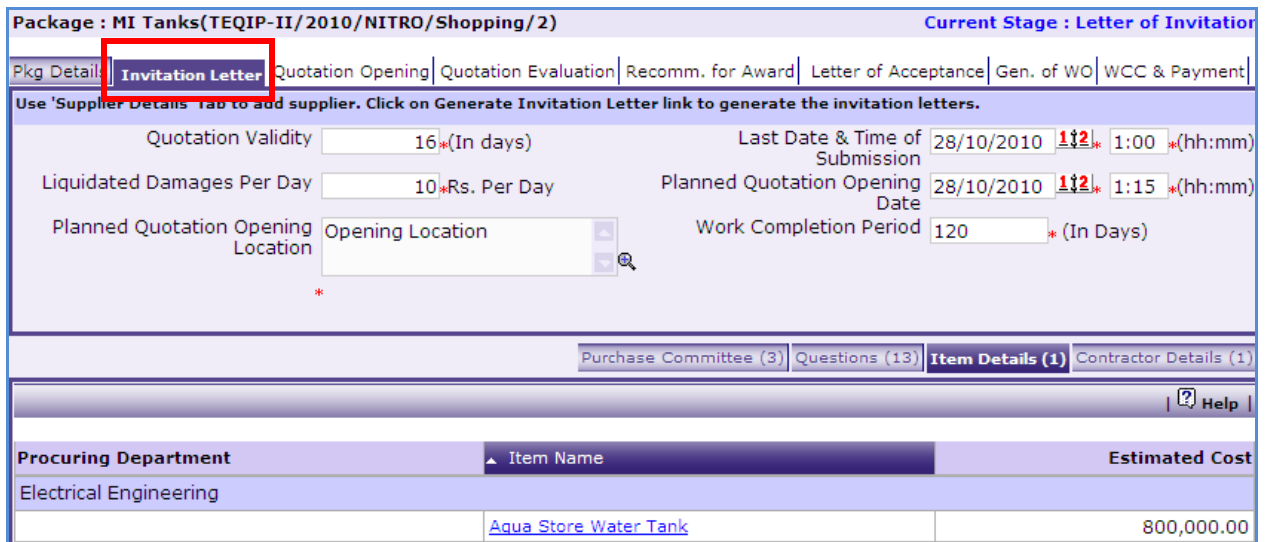 Package : MI Tanks(TEQIP-II/2010/NITRO/Shopping/2) Current Stage : Letter of Invitation
Pkg Details Invitation Letter Quotation Opening Quotation Evaluation Recomm. for Award Letter of Acceptance Gen. of WO WCC & Payment
Use 'Supplier Details' Tab to add supplier. Click on Generate Invitation Letter link to generate the invitation letters.
Quotation Validity 16 *(In days) Last Date & Time of Submission 28/10/2010 * 1:00 *(hh:mm)
Liquidated Damages Per Day 10 *Rs. Per Day Planned Quotation Opening Date 28/10/2010 * 1:15 *(hh:mm)
Planned Quotation Opening Location Opening Location * Work Completion Period 120 * (In Days)
Purchase Committee (3) Questions (13) Item Details (1) Contractor Details (1)
| Help |
Procuring Department Item Name Estimated Cost
Electrical Engineering
Aqua Store Water Tank 800,000.00